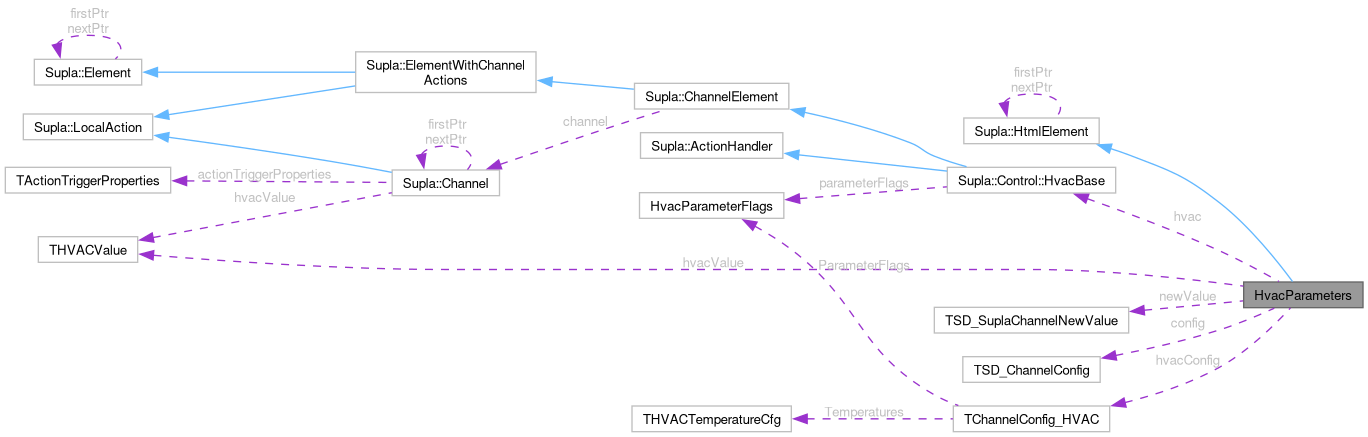 firstPtr
nextPtr
Supla::Element
Supla::ElementWithChannel
Actions
Supla::ChannelElement
firstPtr
nextPtr
Supla::HtmlElement
Supla::LocalAction
firstPtr
nextPtr
channel
Supla::ActionHandler
TActionTriggerProperties
actionTriggerProperties
Supla::Channel
parameterFlags
Supla::Control::HvacBase
hvacValue
HvacParameterFlags
hvac
THVACValue
hvacValue
ParameterFlags
HvacParameters
newValue
TSD_SuplaChannelNewValue
config
TSD_ChannelConfig
hvacConfig
THVACTemperatureCfg
Temperatures
TChannelConfig_HVAC